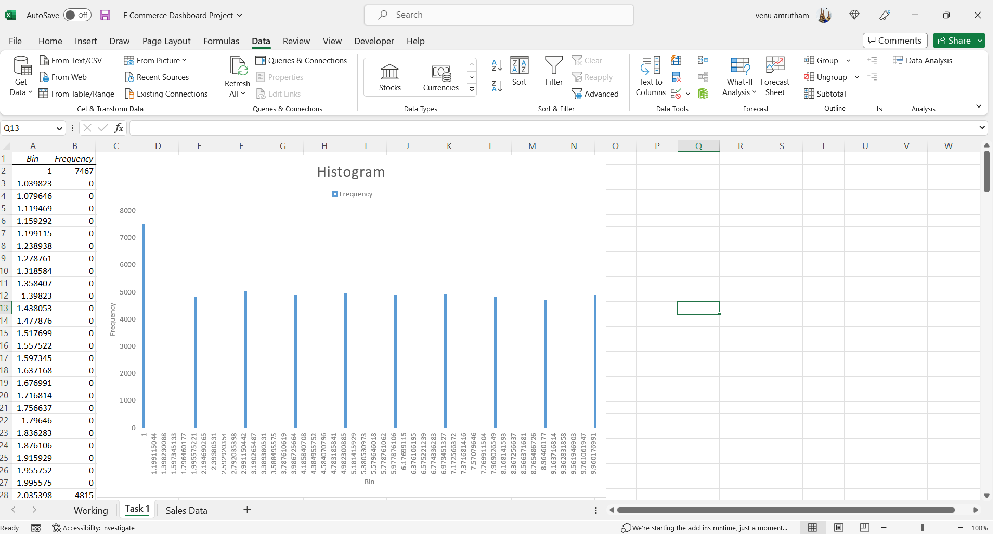 AutoSave Off E Commerce Dashboard Project Search venu amrutham
File Home Insert Draw Page Layout Formulas Data Review View Developer Help Comments Share
Get Data
From Text/CSV
From Web
From Table/Range
From Picture
Recent Sources
Existing Connections
Get & Transform Data
Refresh All
Queries & Connections
Properties
Edit Links
Queries & Connections
Stocks
Currencies
Data Types
Sort
Filter
Clear
Reapply
Advanced
Sort & Filter
Text to Columns
Data Tools
What-If Analysis
Forecast Sheet
Forecast
Group
Ungroup
Subtotal
Outline
Data Analysis
Analysis
Q13 fx
A B C D E F G H I J K L M N O P Q R S T U V W
1 Bin Frequency
2 1 7467
3 1.039823 0
4 1.079646 0
5 1.119469 0
6 1.159292 0
7 1.199115 0
8 1.238938 0
9 1.278761 0
10 1.318584 0
11 1.358407 0
12 1.39823 0
13 1.438053 0
14 1.477876 0
15 1.517699 0
16 1.557522 0
17 1.597345 0
18 1.637168 0
19 1.676991 0
20 1.716814 0
21 1.756637 0
22 1.79646 0
23 1.836283 0
24 1.876106 0
25 1.915929 0
26 1.955752 0
27 1.995575 0
28 2.035398 4815
Histogram
Frequency
8000
7000
6000
5000
4000
3000
2000
1000
0
Frequency
1
1.199115044
1.398230088
1.597345133
1.796460177
1.995575221
2.194690265
2.39380531
2.592920354
2.792035398
2.991150442
3.190265487
3.389380531
3.588495575
3.787610619
3.986725664
4.185840708
4.384955752
4.584070796
4.783185841
4.982300885
5.181415929
5.380530973
5.579646018
5.778761062
5.977876106
6.17699115
6.376106195
6.575221239
6.774336283
6.973451327
7.172566372
7.371681416
7.57079646
7.769911504
7.969026549
8.168141593
8.367256637
8.566371681
8.765486726
8.96460177
9.163716814
9.362831858
9.561946903
9.761061947
9.960176991
Bin
Working Task 1 Sales Data
Ready Accessibility: Investigate We're starting the add-ins runtime, just a moment... 100%